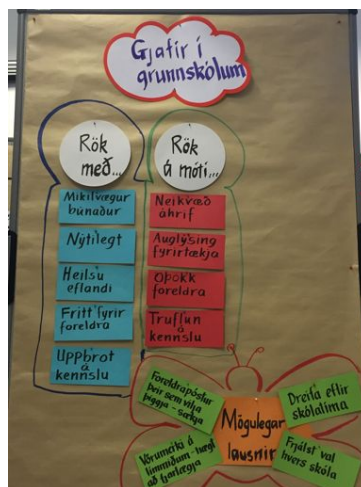 Gjafir í
grunnskólum
Rök
með...
Mikilvægur
búnaður
Nýtilegt
Heilsu
eflandi
Frítt fyrir
foreldra
Uppbrot
á
kennslu
Rök
á móti...
Neikvæð
áhrif
Auglýsing
fyrirtækja
Óþökk
foreldra
Truflun
á
kennslu
Mögulegar
lausnir
Foreldrapóstur
Þeir sem vilja
þiggja - sækja
Dreifa eftir
skólatíma
Vörumerki á
límmiðum - hægt
að fjarlægja
Frjálst val
hvers skóla